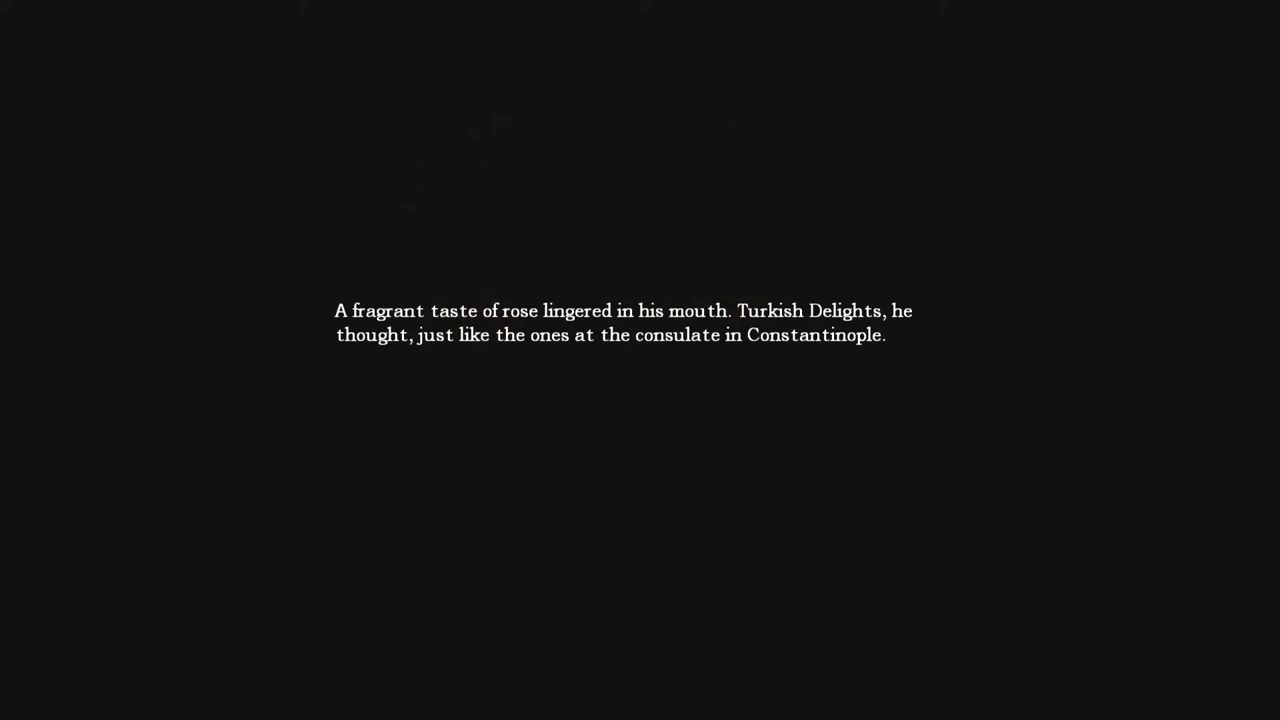 A fragrant taste of rose lingered in his mouth. Turkish Delights, he
thought, just like the ones at the consulate in Constantinople.